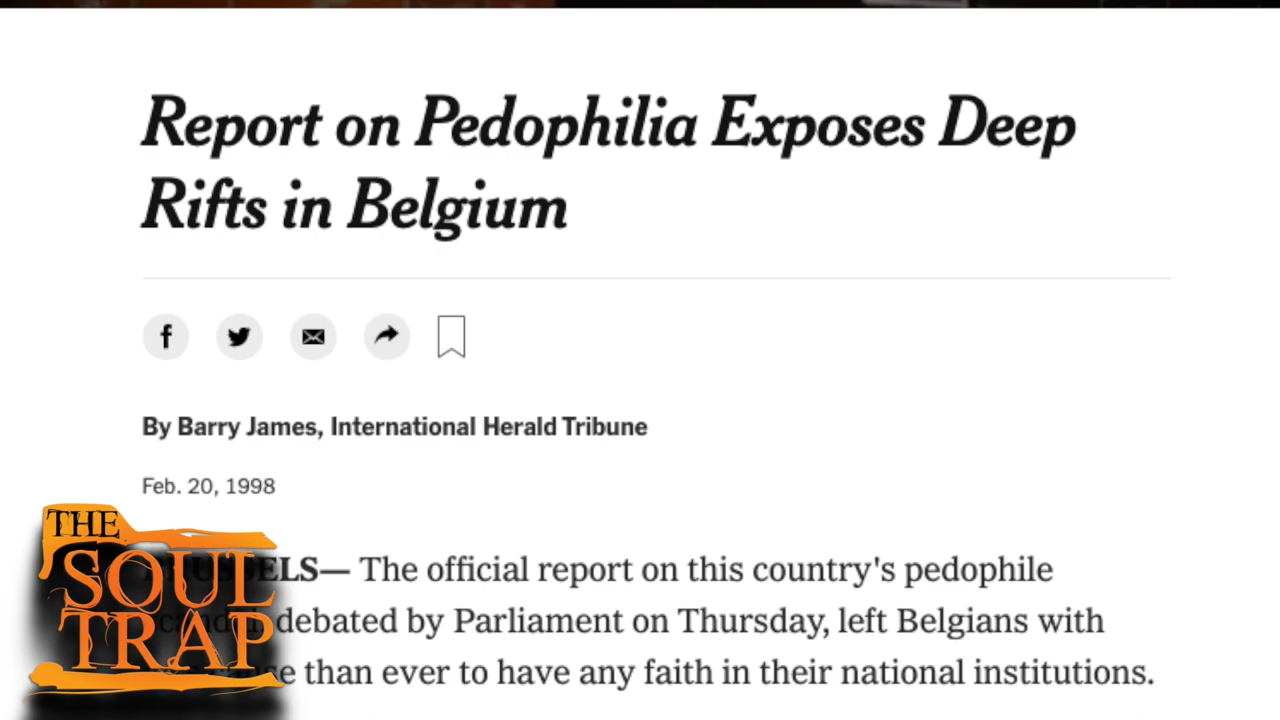 Report on Pedophilia Exposes Deep
Rifts in Belgium
By Barry James, International Herald Tribune
Feb. 20, 1998
ELS— The official report on this country's pedophile
debated by Parliament on Thursday, left Belgians with
than ever to have any faith in their national institutions.
THE
SOUL
TRAP